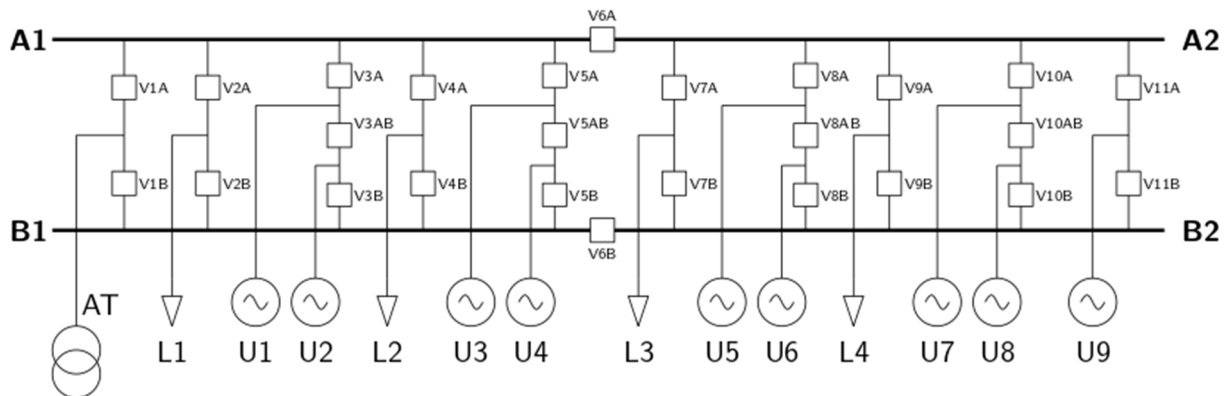 V6A
A1 A2
V3A V5A V8A V10A
V1A V2A V4A V7A V9A V11A
V3AB V5AB V8AB V10AB
V1B V2B V4B V7B V9B V11B
V3B V5B V8B V10B
B1 B2
V6B
AT
L1 U1 U2 L2 U3 U4 L3 U5 U6 L4 U7 U8 U9